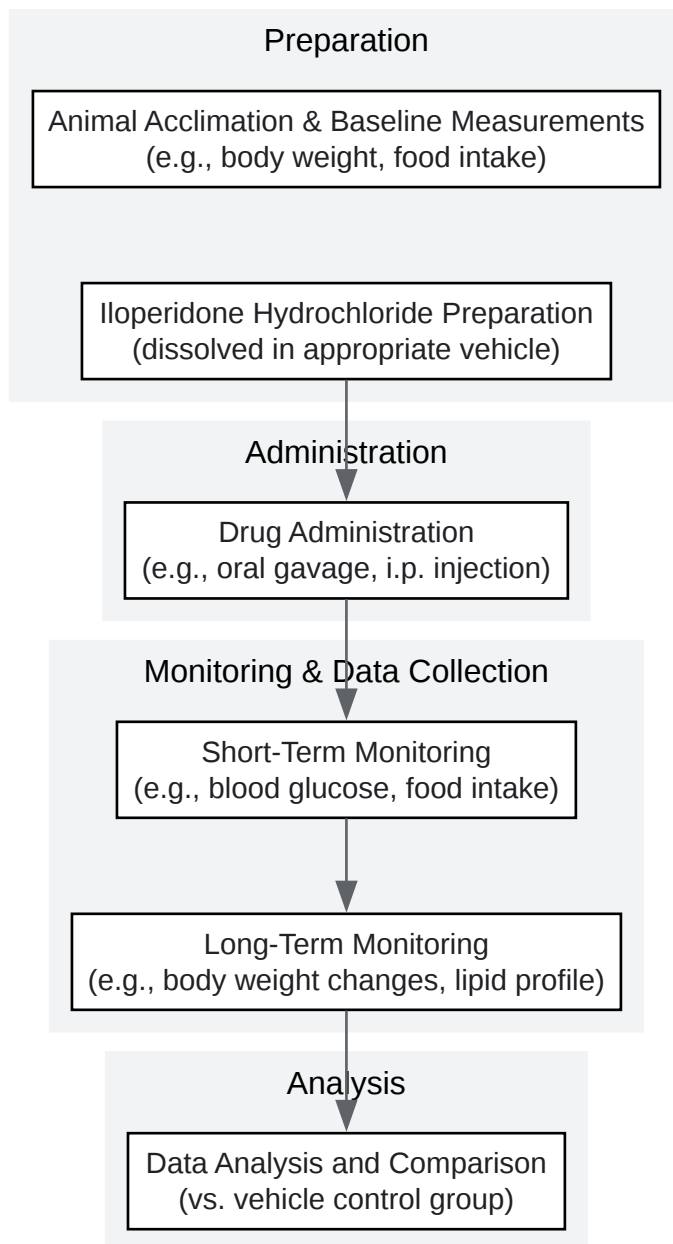 Preparation
Animal Acclimation & Baseline Measurements
(e.g., body weight, food intake)
Iloperidone Hydrochloride Preparation
(dissolved in appropriate vehicle)
Administration
Drug Administration
(e.g., oral gavage, i.p. injection)
Monitoring & Data Collection
Short-Term Monitoring
(e.g., blood glucose, food intake)
Long-Term Monitoring
(e.g., body weight changes, lipid profile)
Analysis
Data Analysis and Comparison
(vs. vehicle control group)